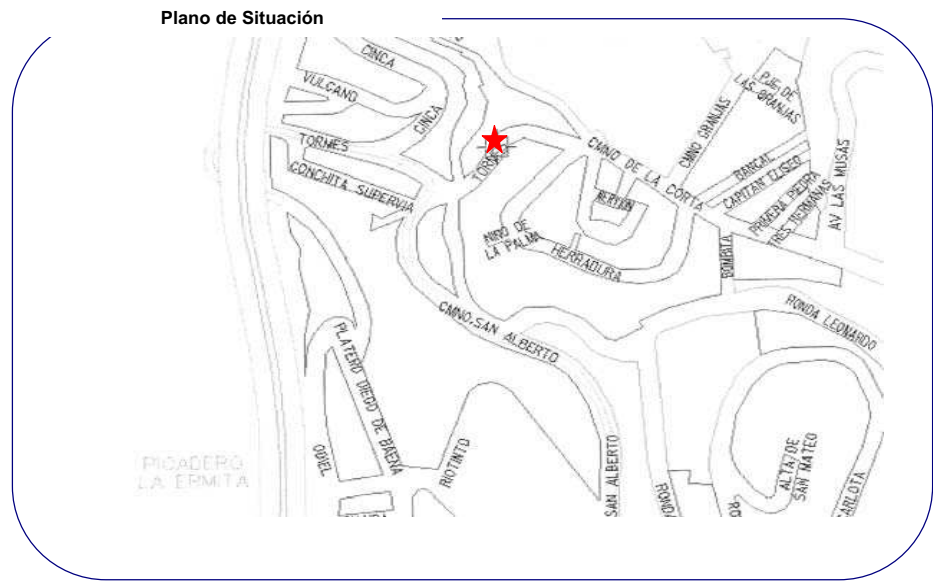 Plano de Situación
CINCA
VULCANO
CINCA
TORMES
CONCHITA SUPERVIA
CMNO DE LA CORTA
CMNO GRANJAS
PJE. DE
LAS GRANJAS
BANCAL
CAPITAN ELISEO
PRIMERA PIEDRA
TRES HERMANAS
AV LAS MUSAS
NIÑO DE
LA PALMA
HERRADURA
BOMBITA
RONDA LEONARDO
CMNO. SAN ALBERTO
PLATERO DIEGO DE BAENA
ODIEL
RIOTINTO
PICADERO
LA ERMITA
SAN ALBERTO
ALTA DE
SAN MATEO